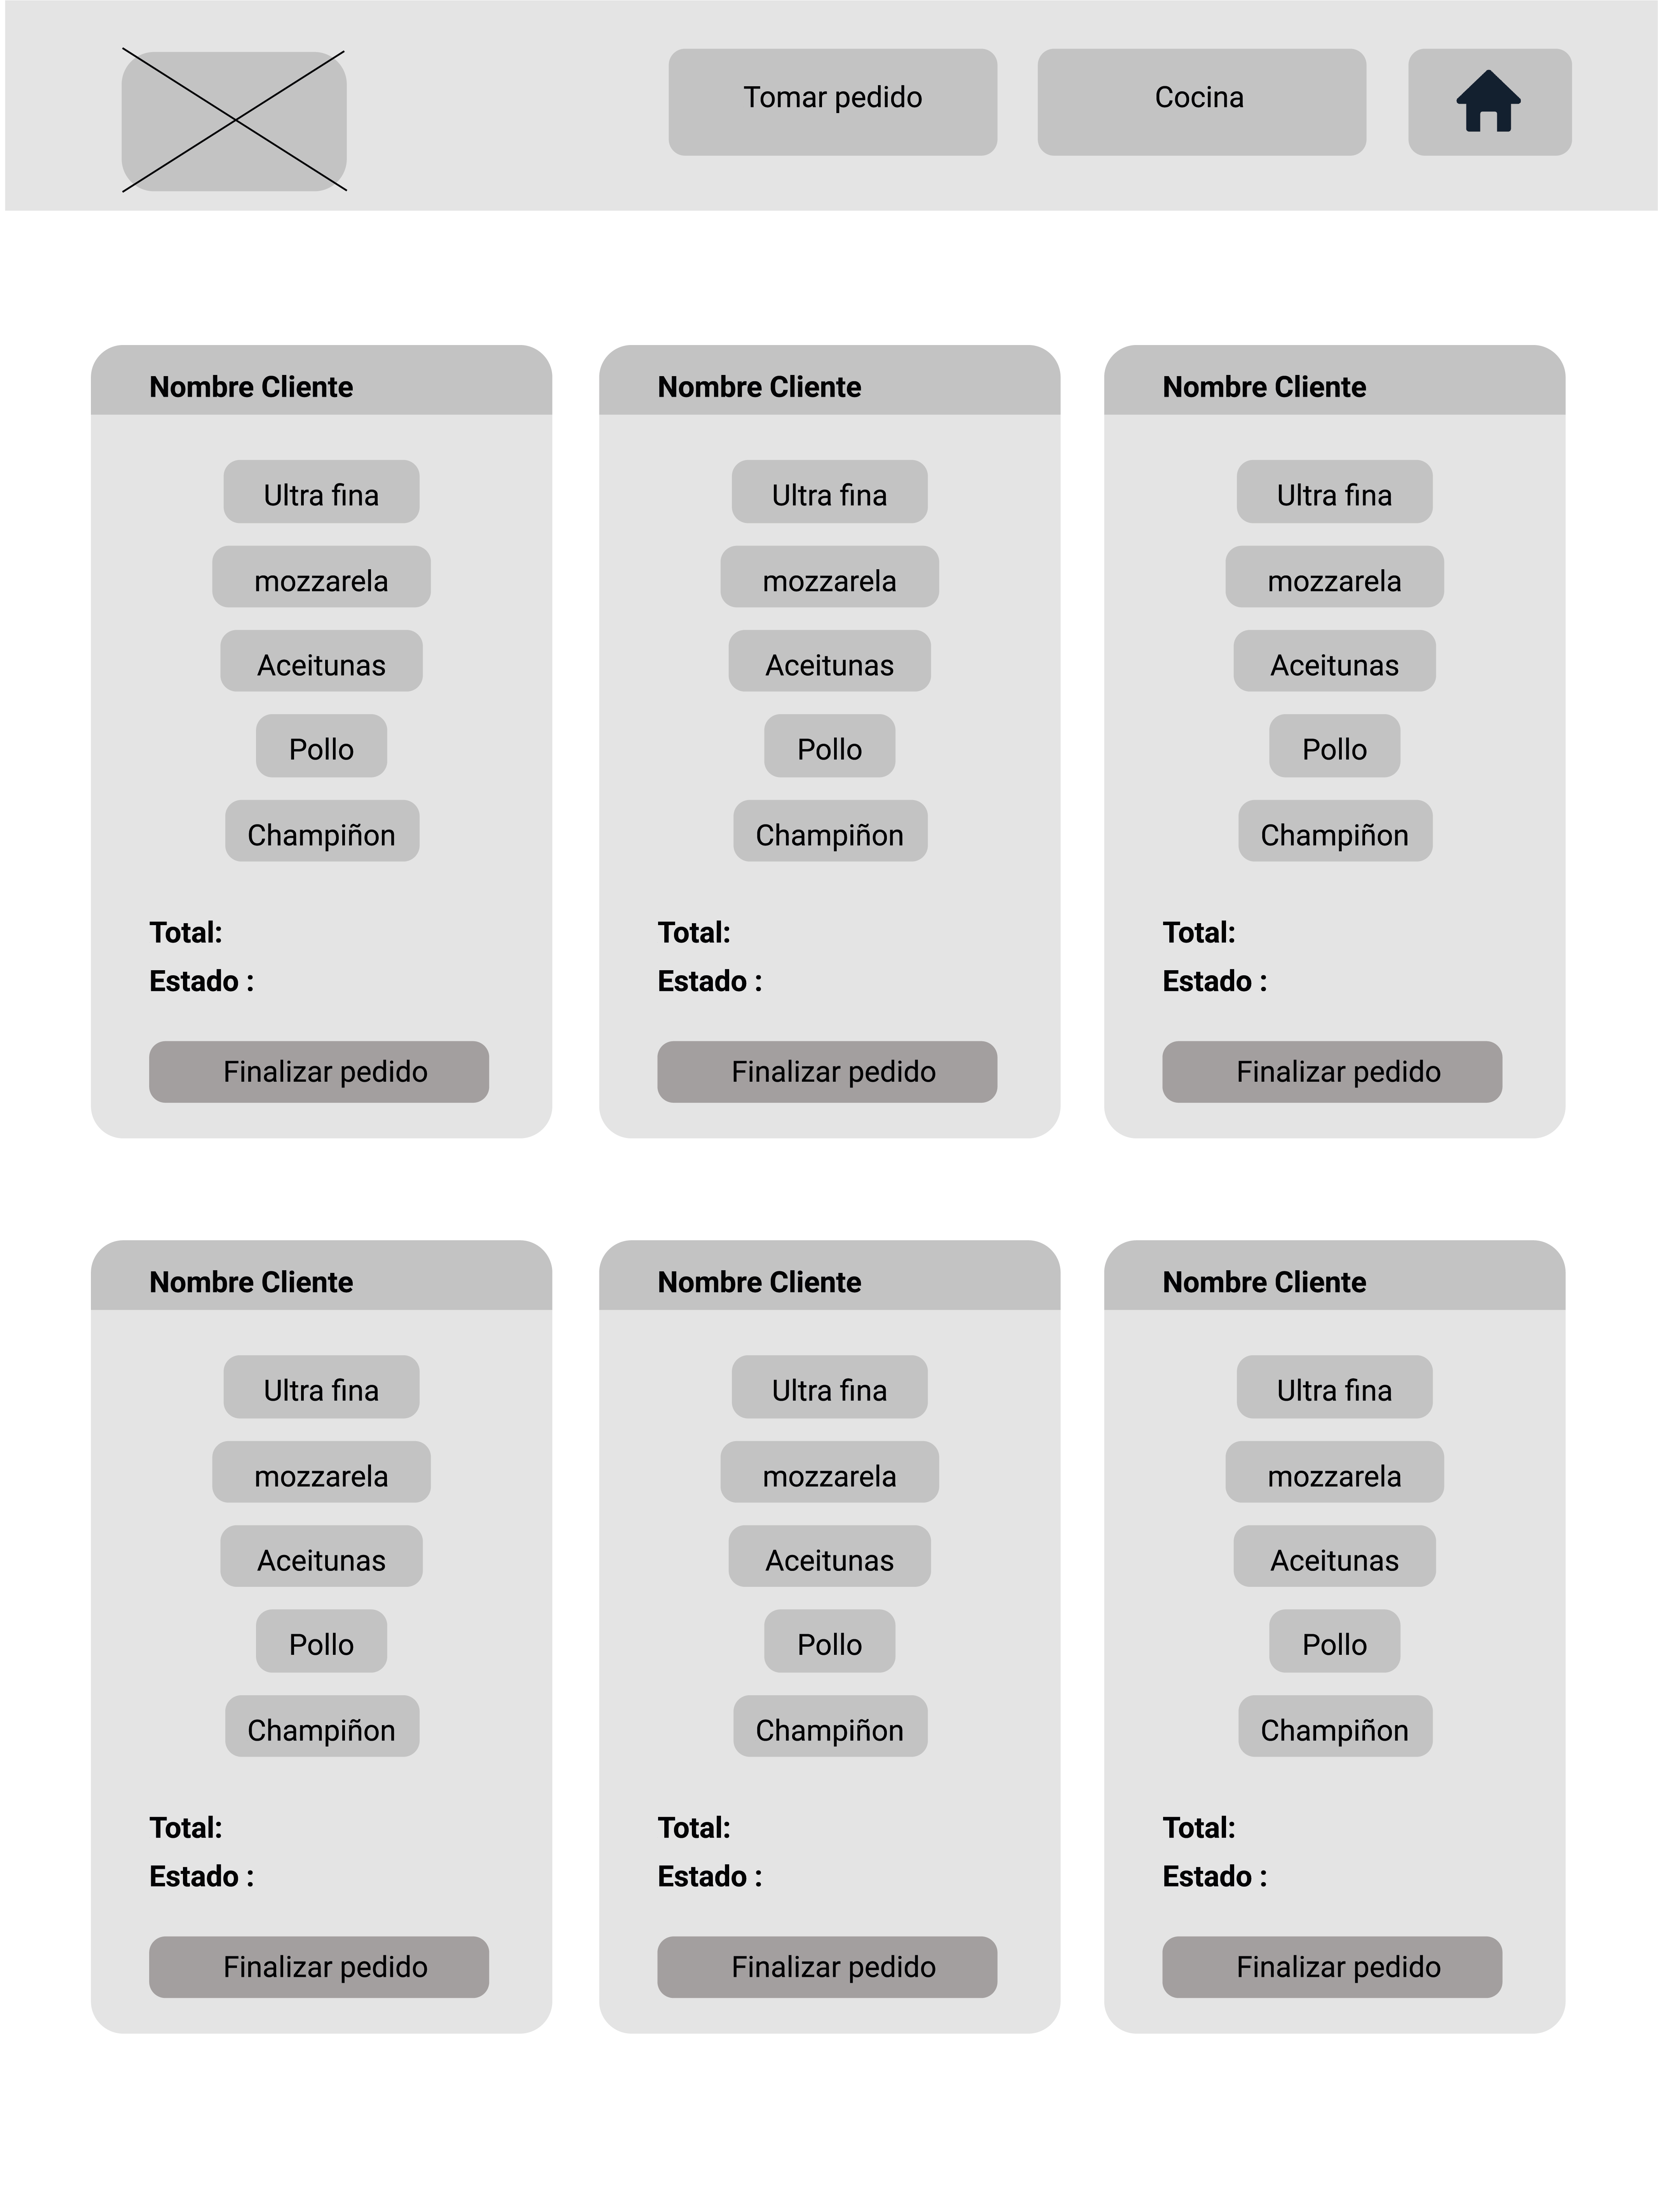 Tomar pedido
Cocina
Nombre Cliente
Ultra fina
mozzarela
Aceitunas
Pollo
Champiñon
Total:
Estado :
Finalizar pedido
Nombre Cliente
Ultra fina
mozzarela
Aceitunas
Pollo
Champiñon
Total:
Estado :
Finalizar pedido
Nombre Cliente
Ultra fina
mozzarela
Aceitunas
Pollo
Champiñon
Total:
Estado :
Finalizar pedido
Nombre Cliente
Ultra fina
mozzarela
Aceitunas
Pollo
Champiñon
Total:
Estado :
Finalizar pedido
Nombre Cliente
Ultra fina
mozzarela
Aceitunas
Pollo
Champiñon
Total:
Estado :
Finalizar pedido
Nombre Cliente
Ultra fina
mozzarela
Aceitunas
Pollo
Champiñon
Total:
Estado :
Finalizar pedido